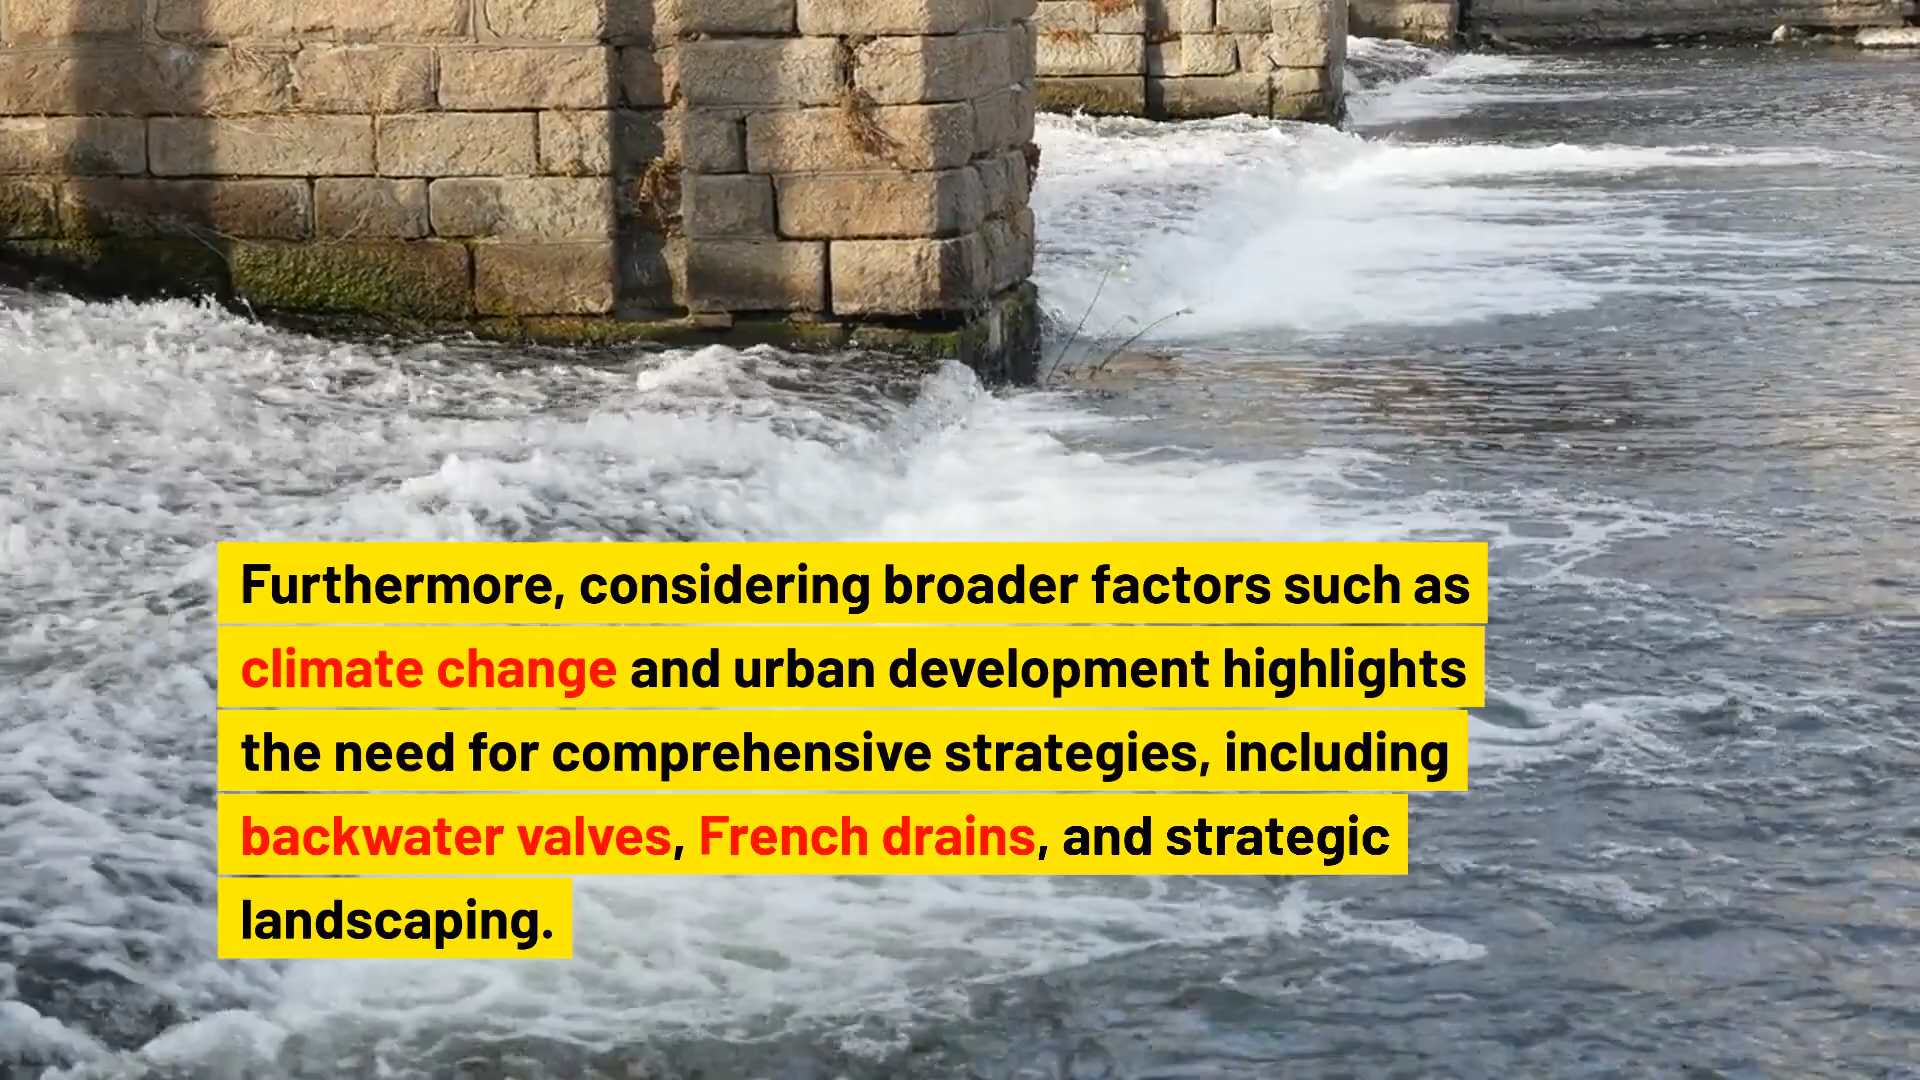 Furthermore, considering broader factors such as
climate change and urban development highlights
the need for comprehensive strategies, including
backwater valves, French drains, and strategic
landscaping.